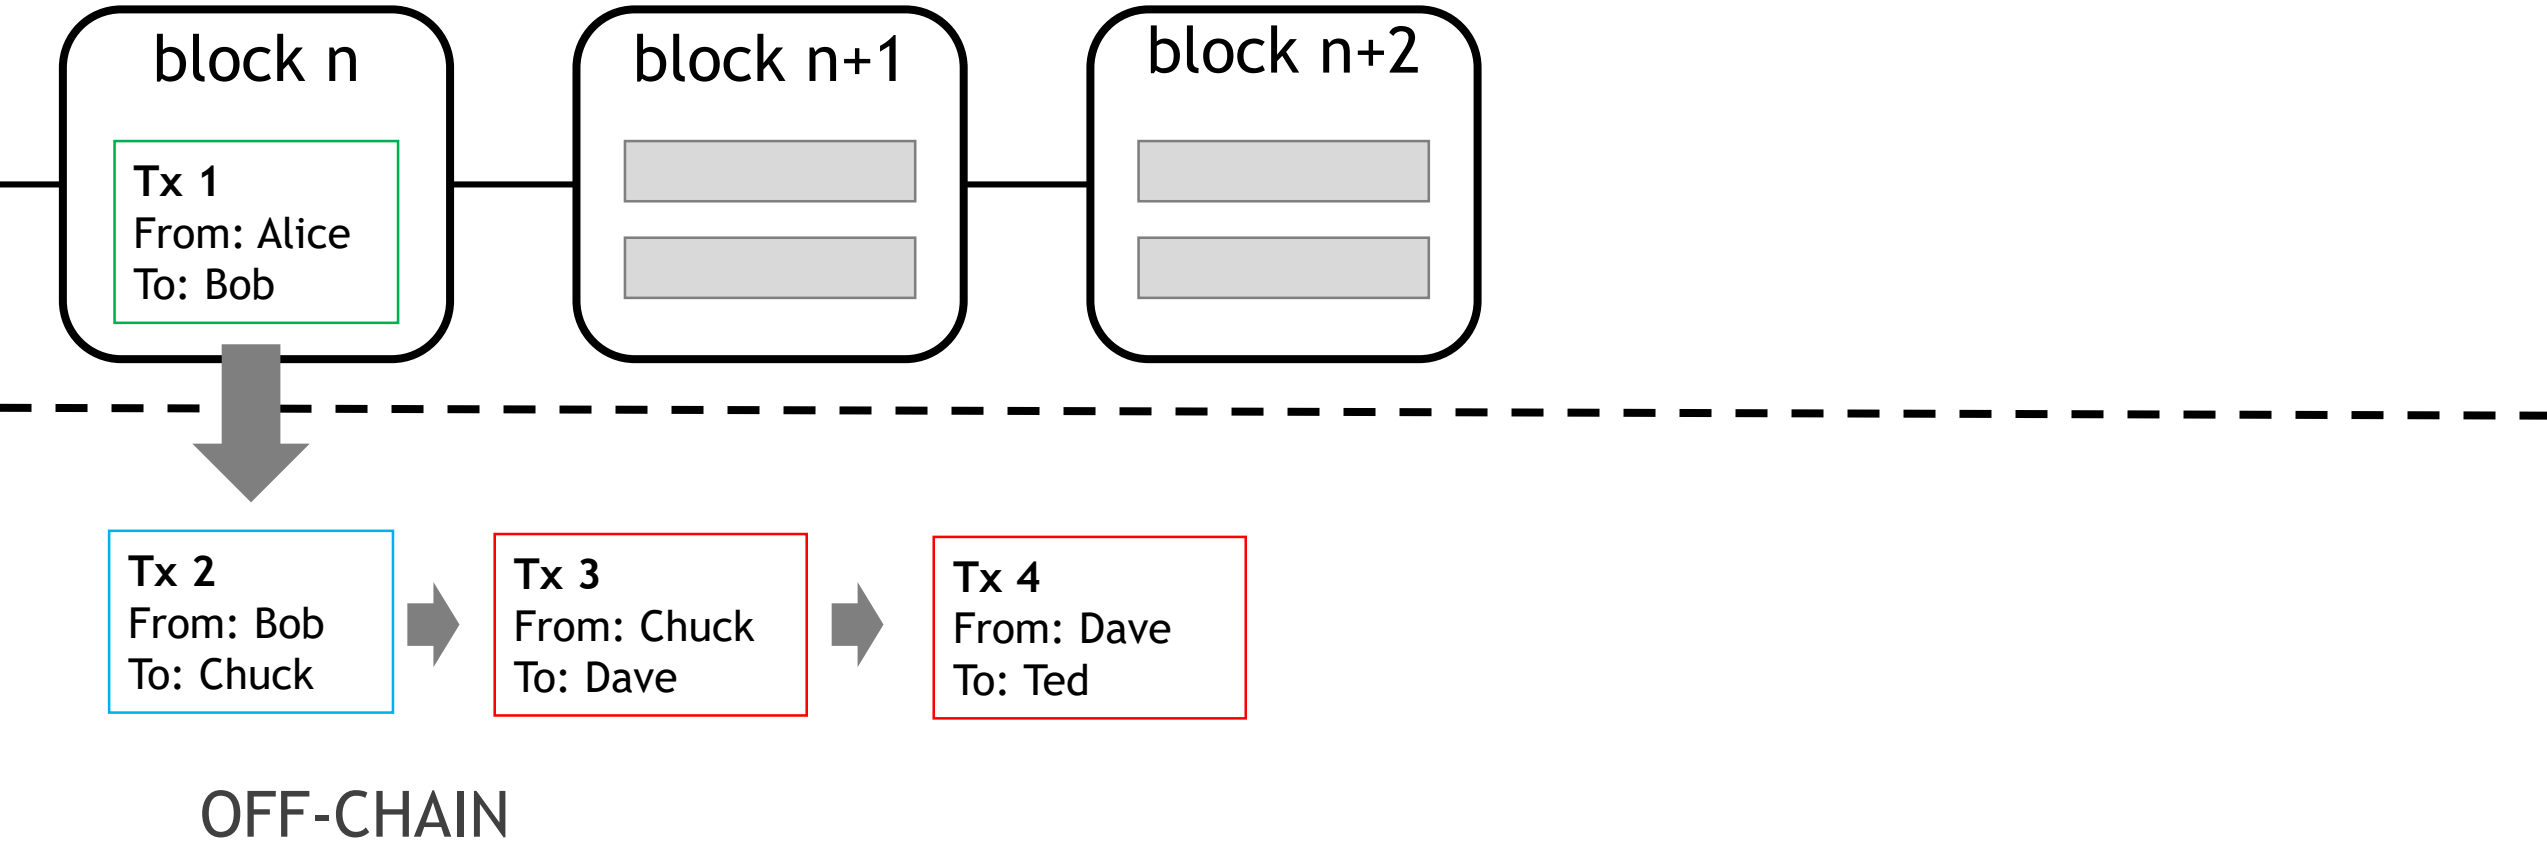 block n
block n+1
block n+2
Tx 1
From: Alice
To: Bob
Tx 2
From: Bob
To: Chuck
Tx 3
From: Chuck
To: Dave
Tx 4
From: Dave
To: Ted
OFF-CHAIN